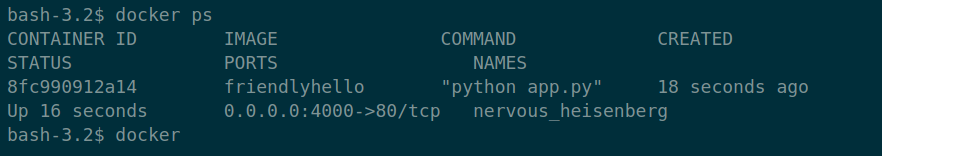 bash-3.2$ docker ps
CONTAINER ID        IMAGE               COMMAND             CREATED
STATUS              PORTS                  NAMES
8fc990912a14        friendlyhello       "python app.py"     18 seconds ago
Up 16 seconds       0.0.0.0:4000->80/tcp   nervous_heisenberg
bash-3.2$ docker